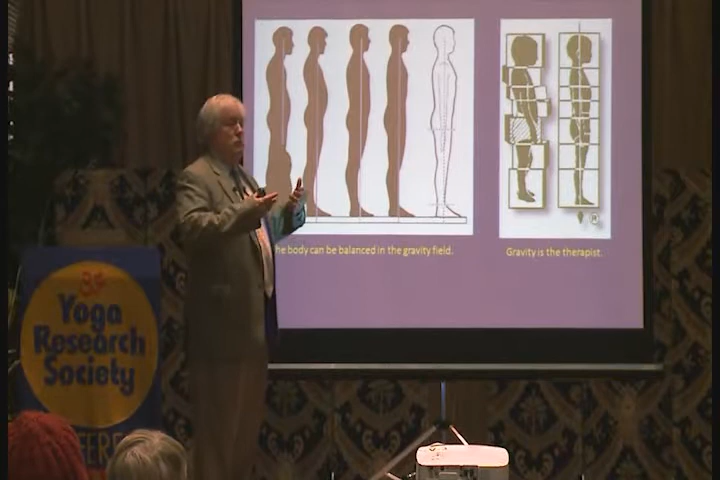 he body can be balanced in the gravity field.
Gravity is the therapist.
®
Yoga
Research
Society